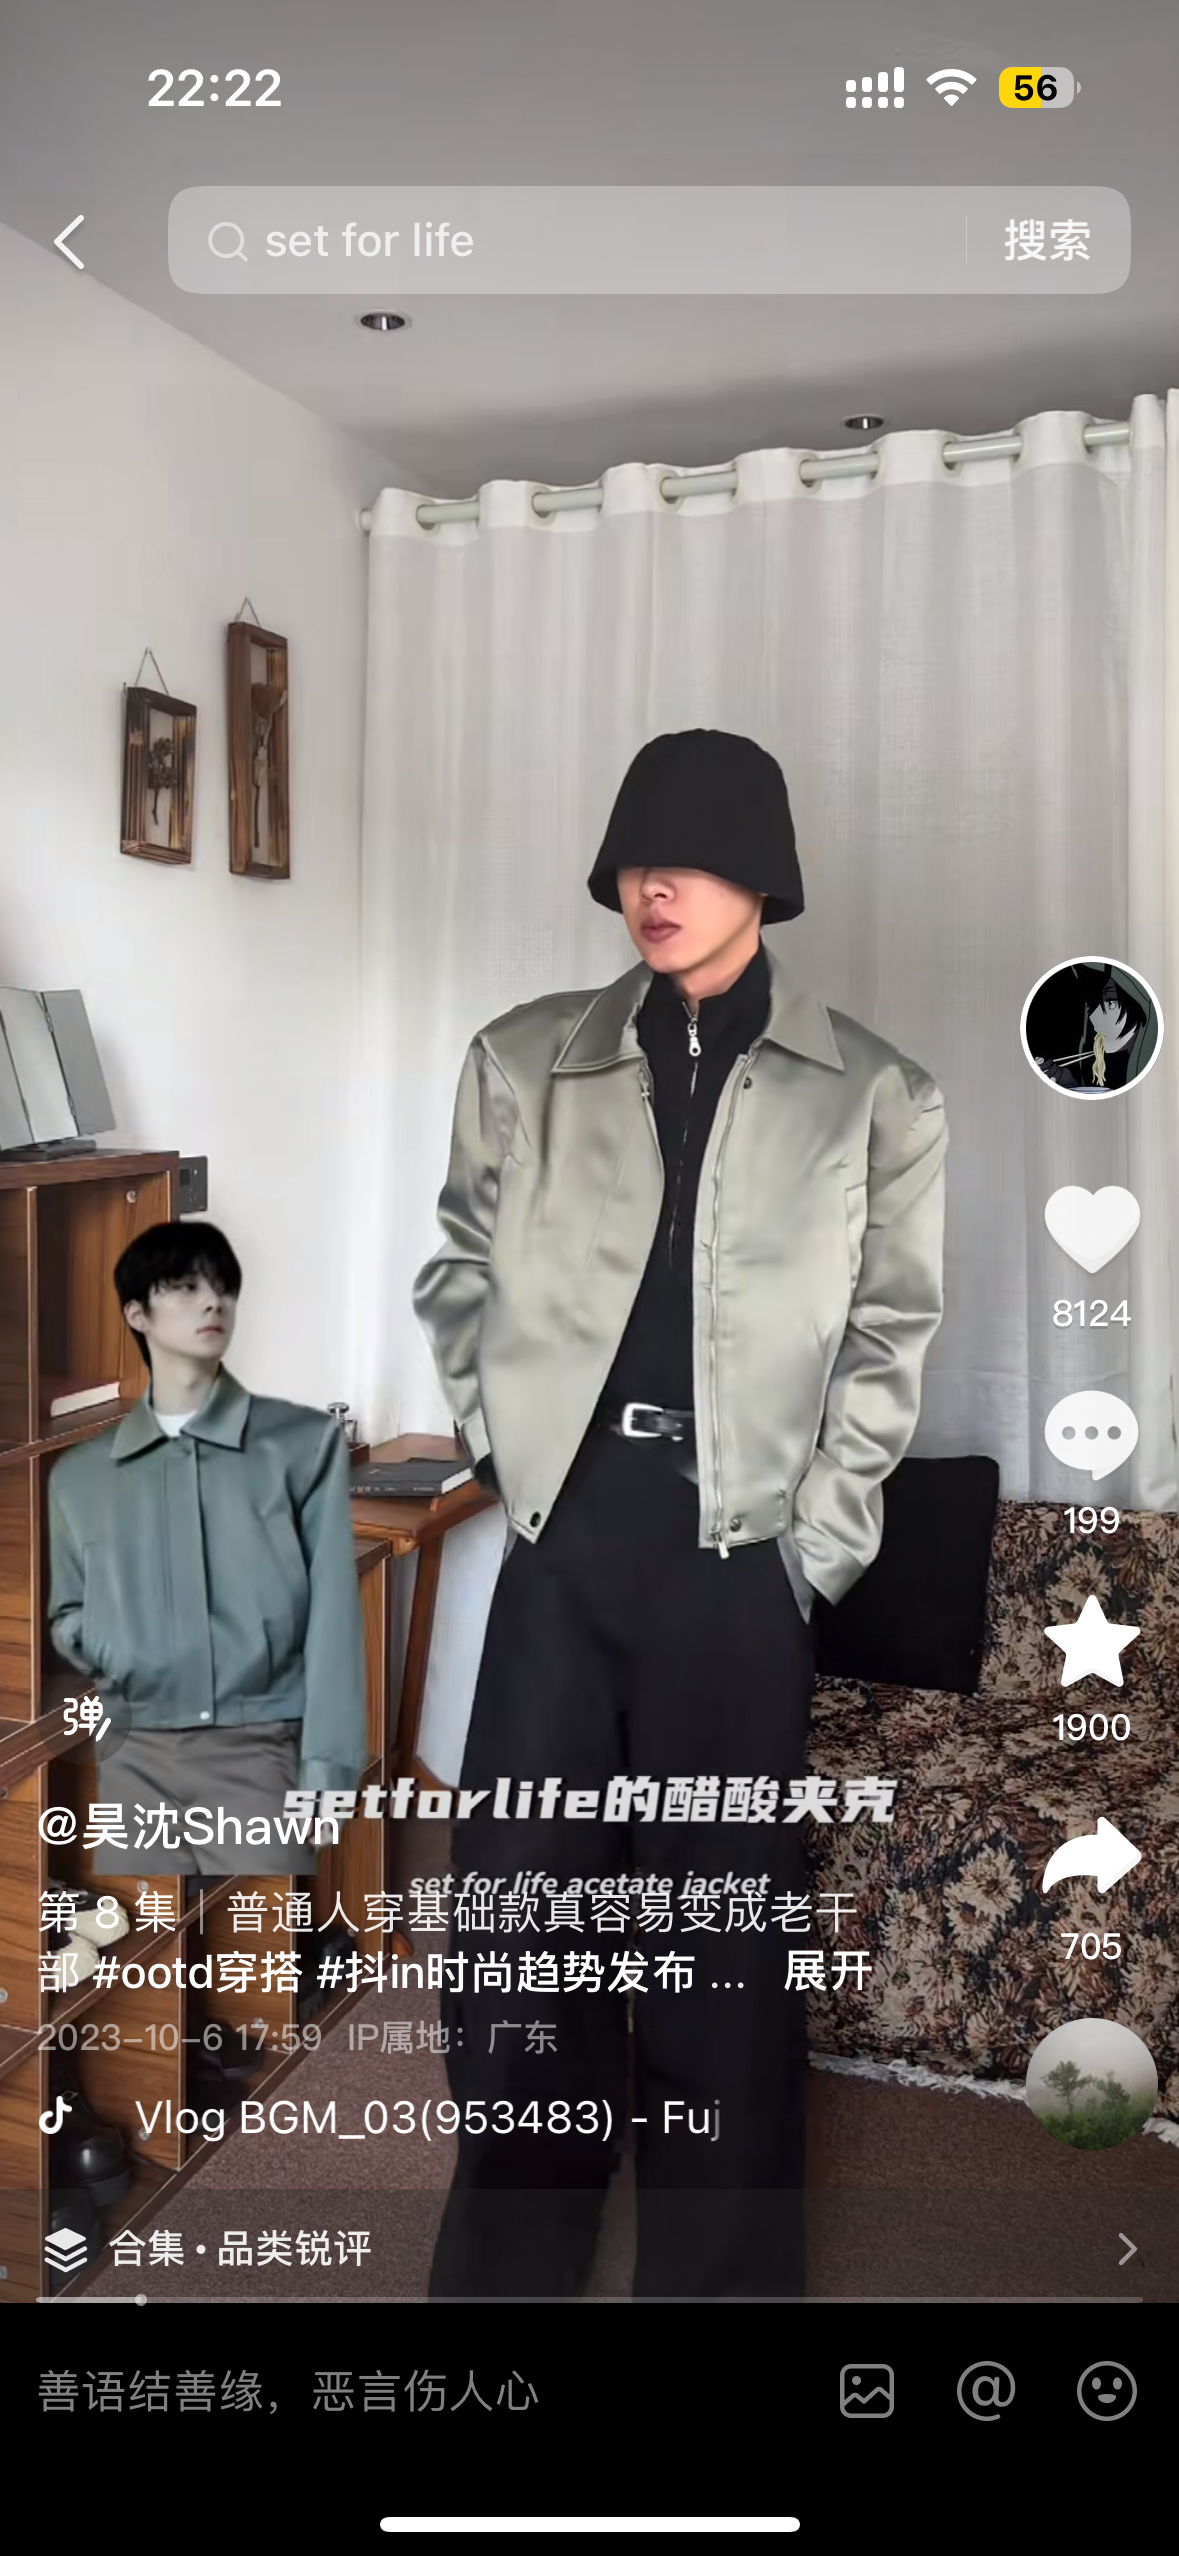 22:22
56
set for life
搜索
8124
199
1900
705
弹
setforlife的醋酸夹克
@昊沈Shawn
set for life acetate jacket
第 8 集｜普通人穿基础款真容易变成老干
部 #ootd穿搭 #抖in时尚趋势发布 ... 展开
2023-10-6 17:59 IP属地：广东
Vlog BGM_03(953483) - Fuj
合集 • 品类锐评
善语结善缘，恶言伤人心